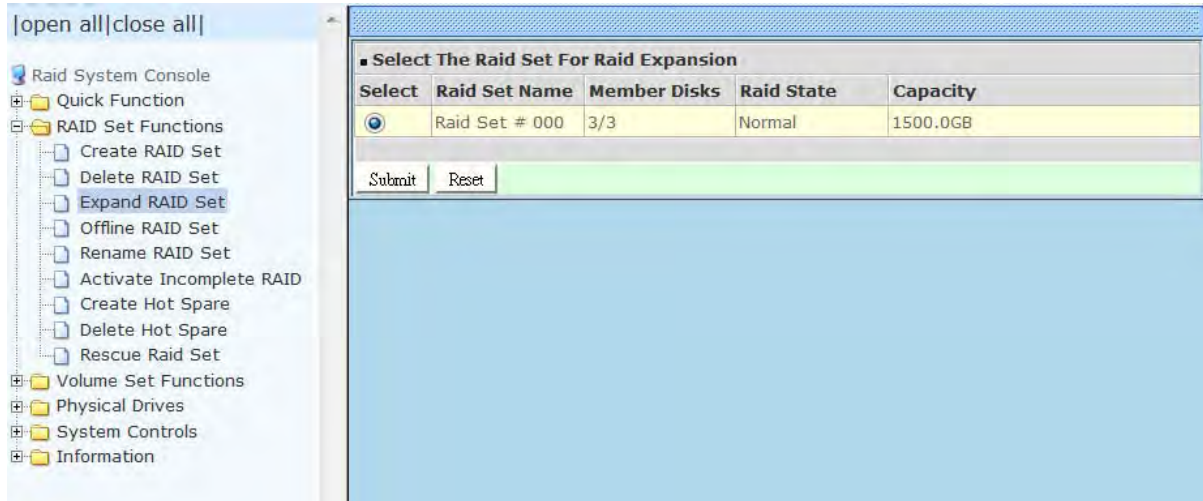 |open all|close all|
Raid System Console
Quick Function
RAID Set Functions
Create RAID Set
Delete RAID Set
Expand RAID Set
Offline RAID Set
Rename RAID Set
Activate Incomplete RAID
Create Hot Spare
Delete Hot Spare
Rescue Raid Set
Volume Set Functions
Physical Drives
System Controls
Information
Select The Raid Set For Raid Expansion
Select Raid Set Name Member Disks Raid State Capacity
Raid Set # 000 3/3 Normal 1500.0GB
Submit Reset